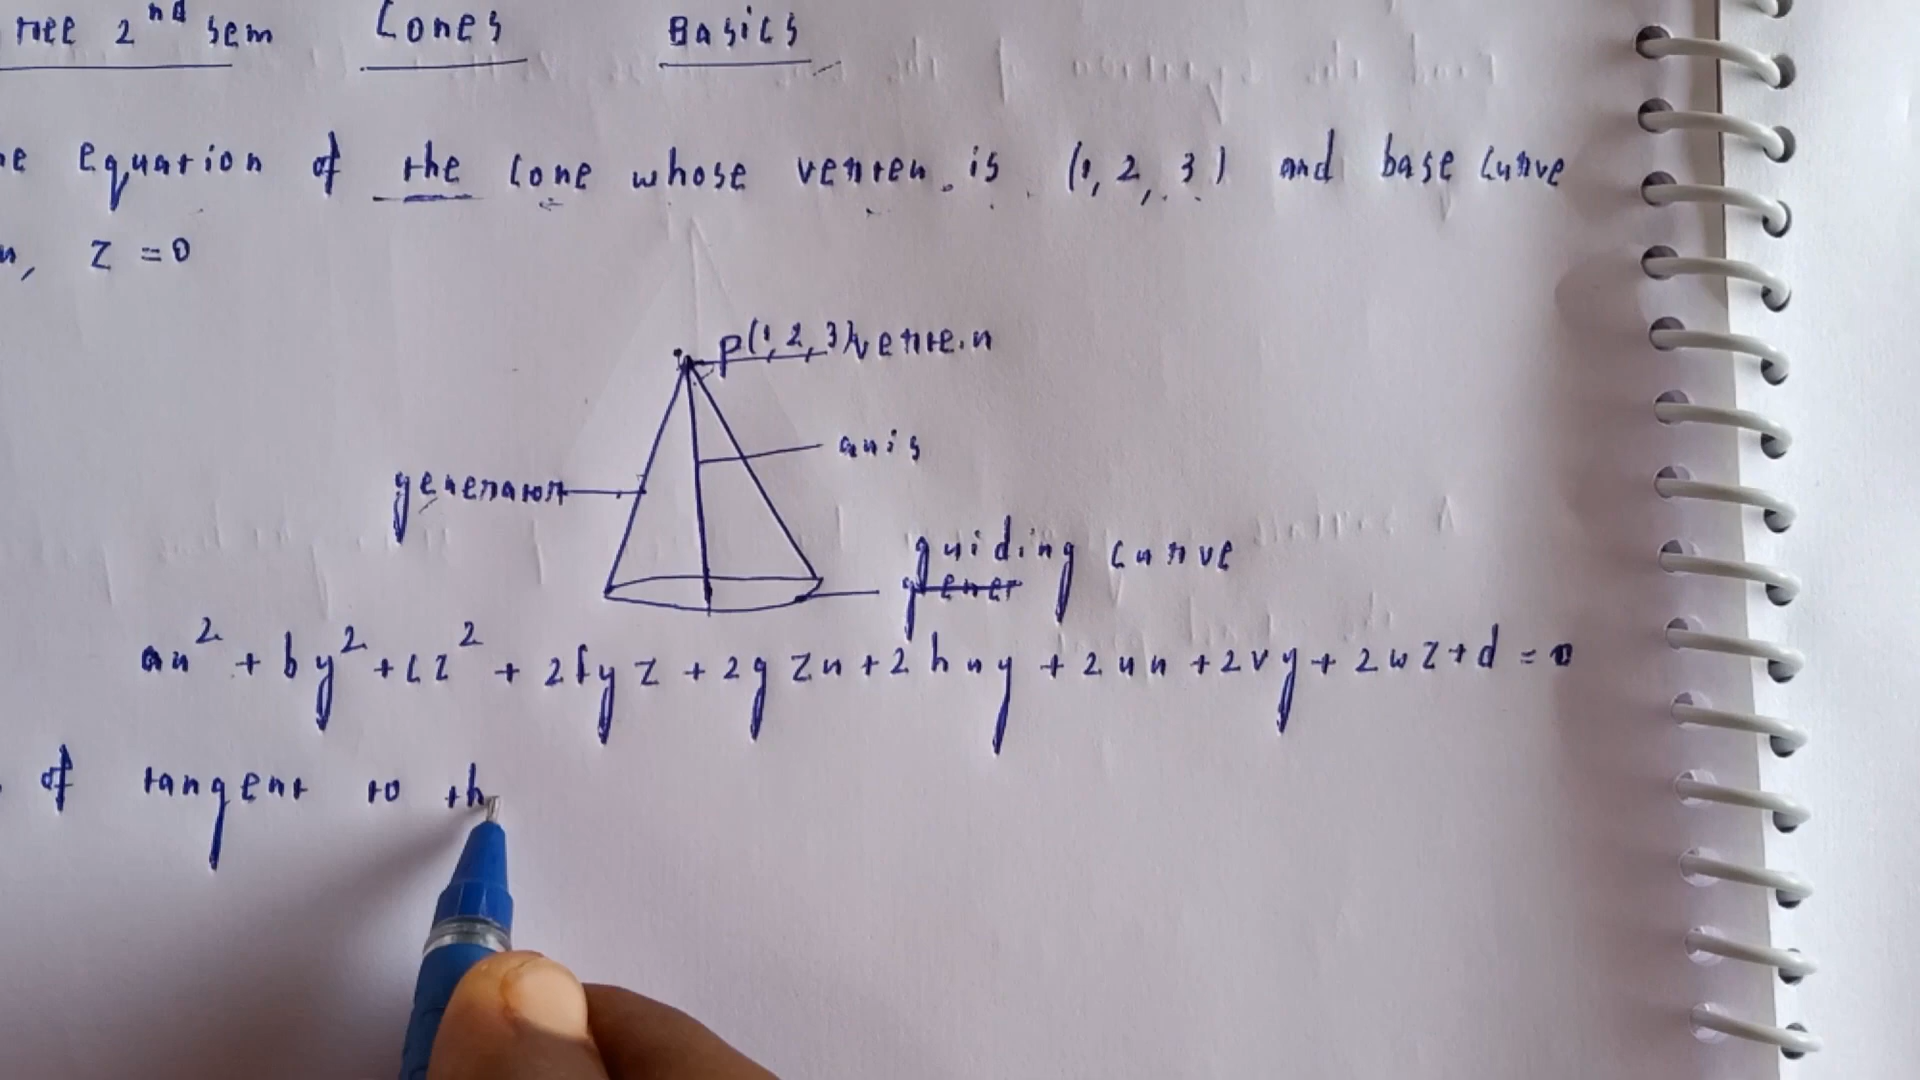 ree 2nd sem Cones Basics
e equation of the cone whose vertex is (1, 2, 3) and base curve
x, z = 0
P(1, 2, 3) vertex
axis
generator
guiding curve
gener
ax² + by² + cz² + 2fyz + 2gzx + 2hxy + 2ux + 2vy + 2wz + d = 0
of tangent to th